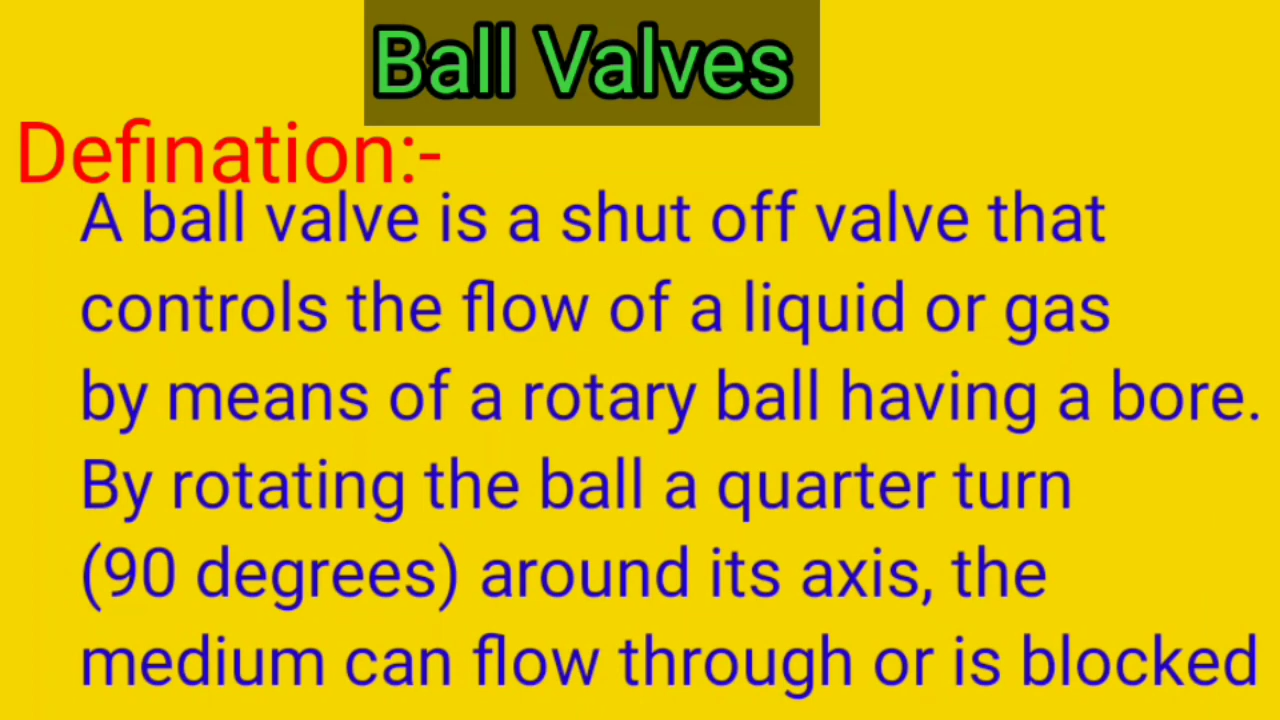 Ball Valves
Defination:-
A ball valve is a shut off valve that
controls the flow of a liquid or gas
by means of a rotary ball having a bore.
By rotating the ball a quarter turn
(90 degrees) around its axis, the
medium can flow through or is blocked